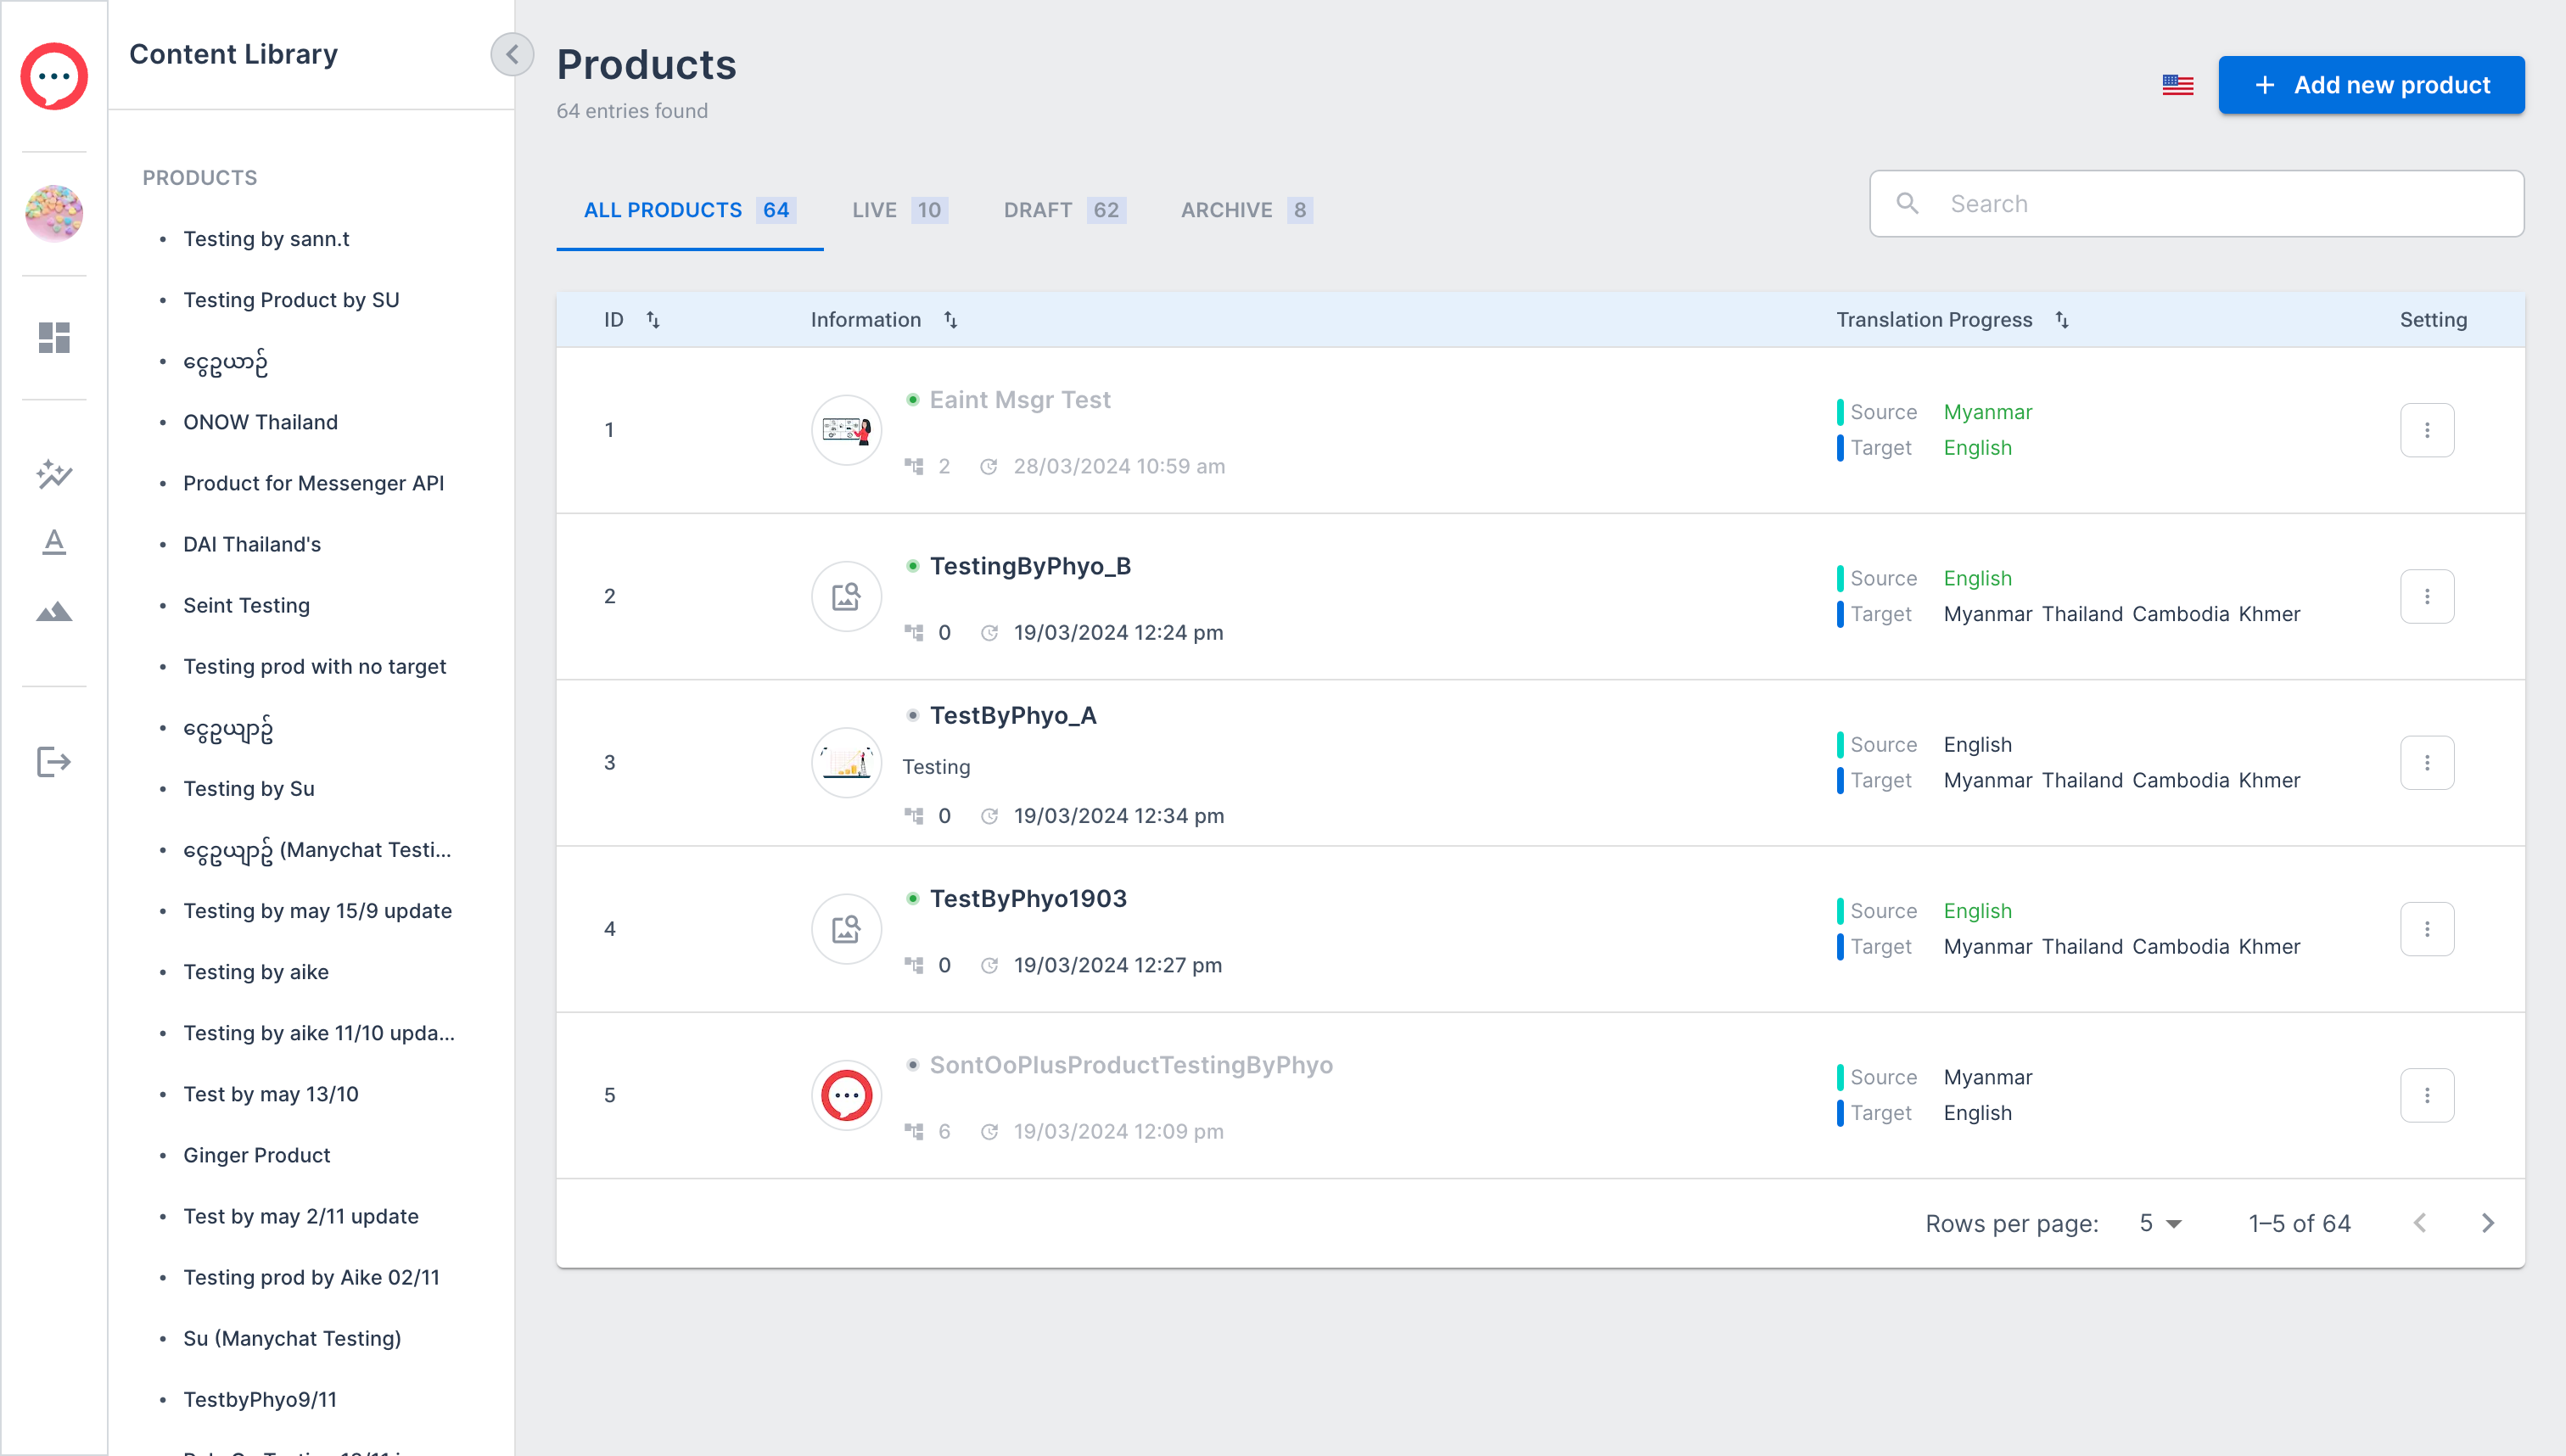 Content Library
PRODUCTS
• Testing by sann.t
• Testing Product by SU
• ငွေဥယာဉ်
• ONOW Thailand
• Product for Messenger API
• DAI Thailand's
• Seint Testing
• Testing prod with no target
• ငွေဥယျာဥ်
• Testing by Su
• ငွေဥယျာဥ် (Manychat Testi...
• Testing by may 15/9 update
• Testing by aike
• Testing by aike 11/10 upda...
• Test by may 13/10
• Ginger Product
• Test by may 2/11 update
• Testing prod by Aike 02/11
• Su (Manychat Testing)
• TestbyPhyo9/11
Products
64 entries found
+ Add new product
ALL PRODUCTS 64 LIVE 10 DRAFT 62 ARCHIVE 8
Search
ID Information Translation Progress Setting
1
Eaint Msgr Test
2 28/03/2024 10:59 am
Source Myanmar
Target English
2
TestingByPhyo_B
0 19/03/2024 12:24 pm
Source English
Target Myanmar Thailand Cambodia Khmer
3
TestByPhyo_A
Testing
0 19/03/2024 12:34 pm
Source English
Target Myanmar Thailand Cambodia Khmer
4
TestByPhyo1903
0 19/03/2024 12:27 pm
Source English
Target Myanmar Thailand Cambodia Khmer
5
SontOoPlusProductTestingByPhyo
6 19/03/2024 12:09 pm
Source Myanmar
Target English
Rows per page: 5 1–5 of 64